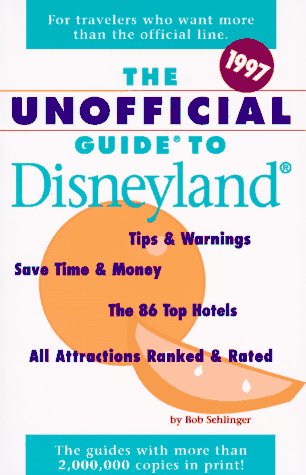 For travelers who want more
than the official line.
1997
THE
UNOFFICIAL
GUIDE® TO
Disneyland®
Tips & Warnings
Save Time & Money
The 86 Top Hotels
All Attractions Ranked & Rated
by Bob Sehlinger
The guides with more than
2,000,000 copies in print!